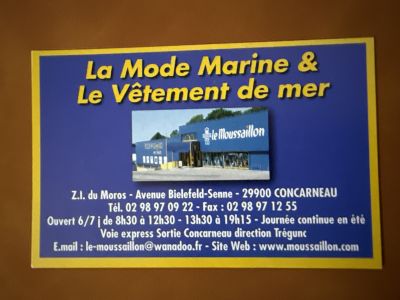 La Mode Marine &
Le Vêtement de mer
le Moussaillon
Z.I. du Moros - Avenue Bielefeld-Senne - 29900 CONCARNEAU
Tél. 02 98 97 09 22 - Fax : 02 98 97 12 55
Ouvert 6/7 j de 8h30 à 12h30 - 13h30 à 19h15 - Journée continue en été
Voie express Sortie Concarneau direction Trégunc
E.mail : le-moussaillon@wanadoo.fr - Site Web : www.moussaillon.com